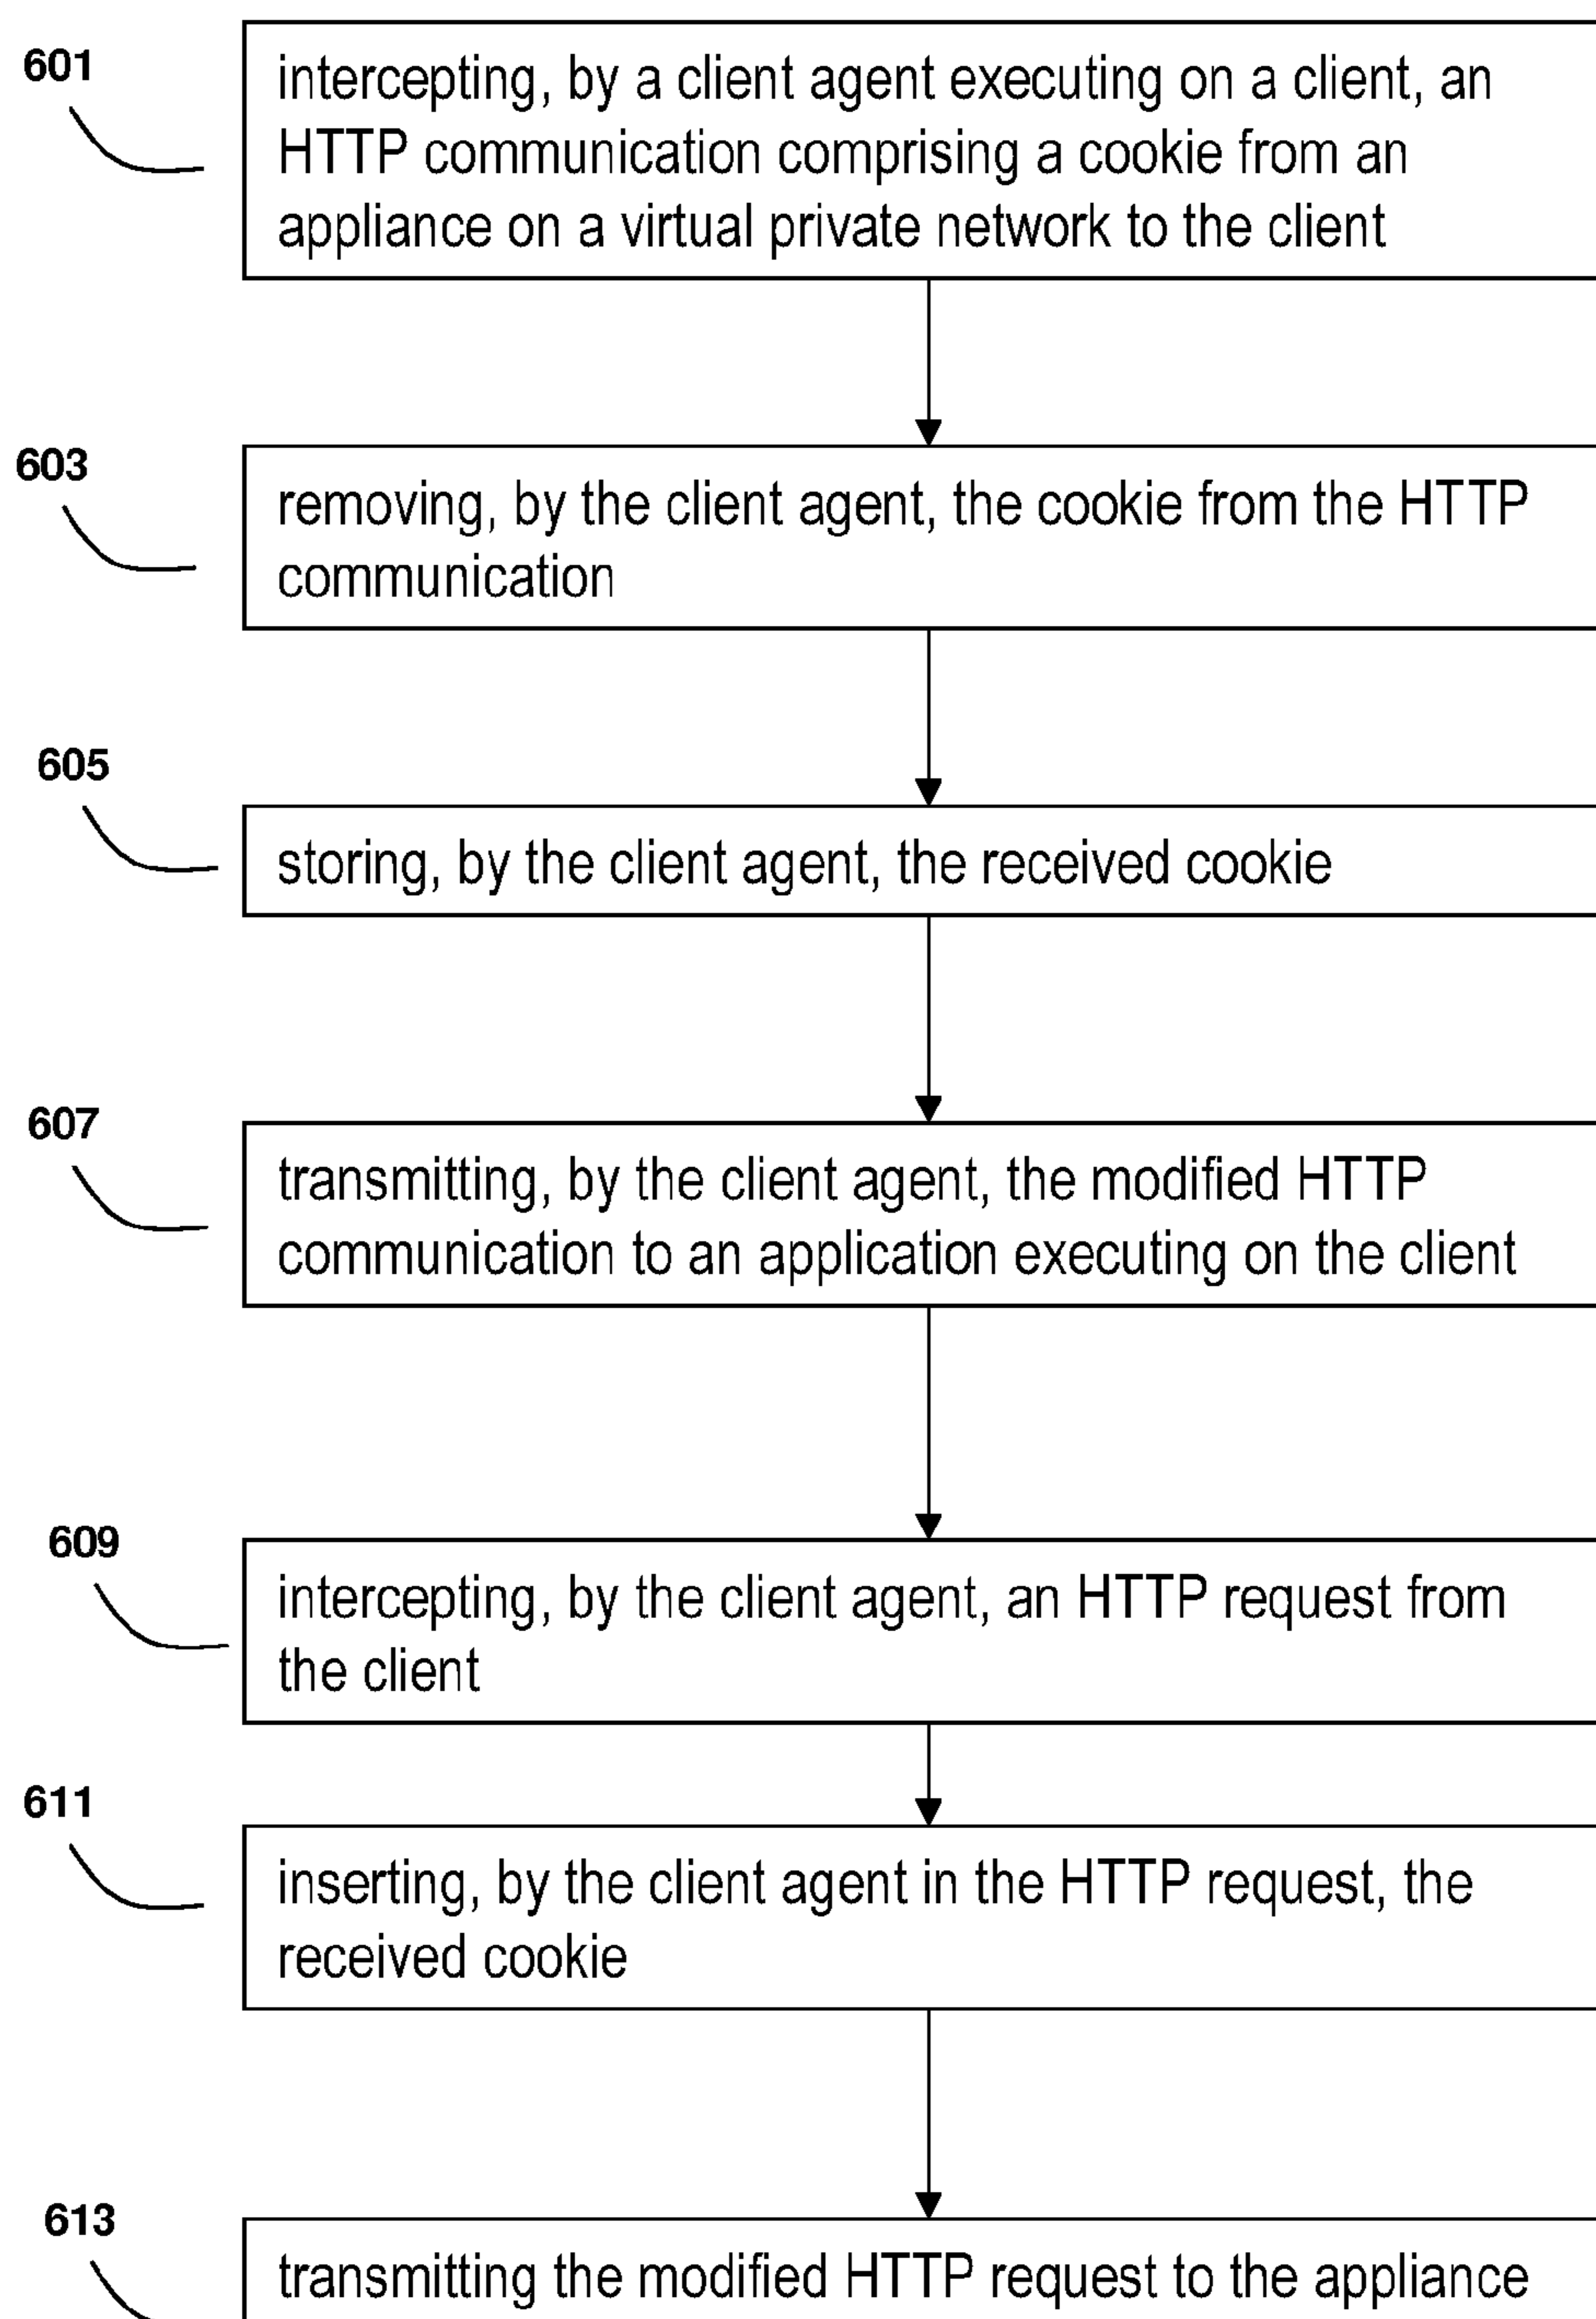 601
intercepting, by a client agent executing on a client, an
HTTP communication comprising a cookie from an
appliance on a virtual private network to the client
603
removing, by the client agent, the cookie from the HTTP
communication
605
storing, by the client agent, the received cookie
607
transmitting, by the client agent, the modified HTTP
communication to an application executing on the client
609
intercepting, by the client agent, an HTTP request from
the client
611
inserting, by the client agent in the HTTP request, the
received cookie
613
transmitting the modified HTTP request to the appliance